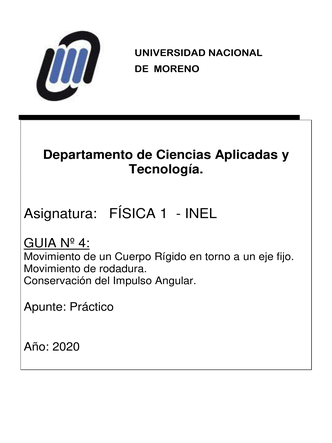 UNIVERSIDAD NACIONAL
DE MORENO
Departamento de Ciencias Aplicadas y
Tecnología.
Asignatura: FÍSICA 1 - INEL
GUIA Nº 4:
Movimiento de un Cuerpo Rígido en torno a un eje fijo.
Movimiento de rodadura.
Conservación del Impulso Angular.
Apunte: Práctico
Año: 2020